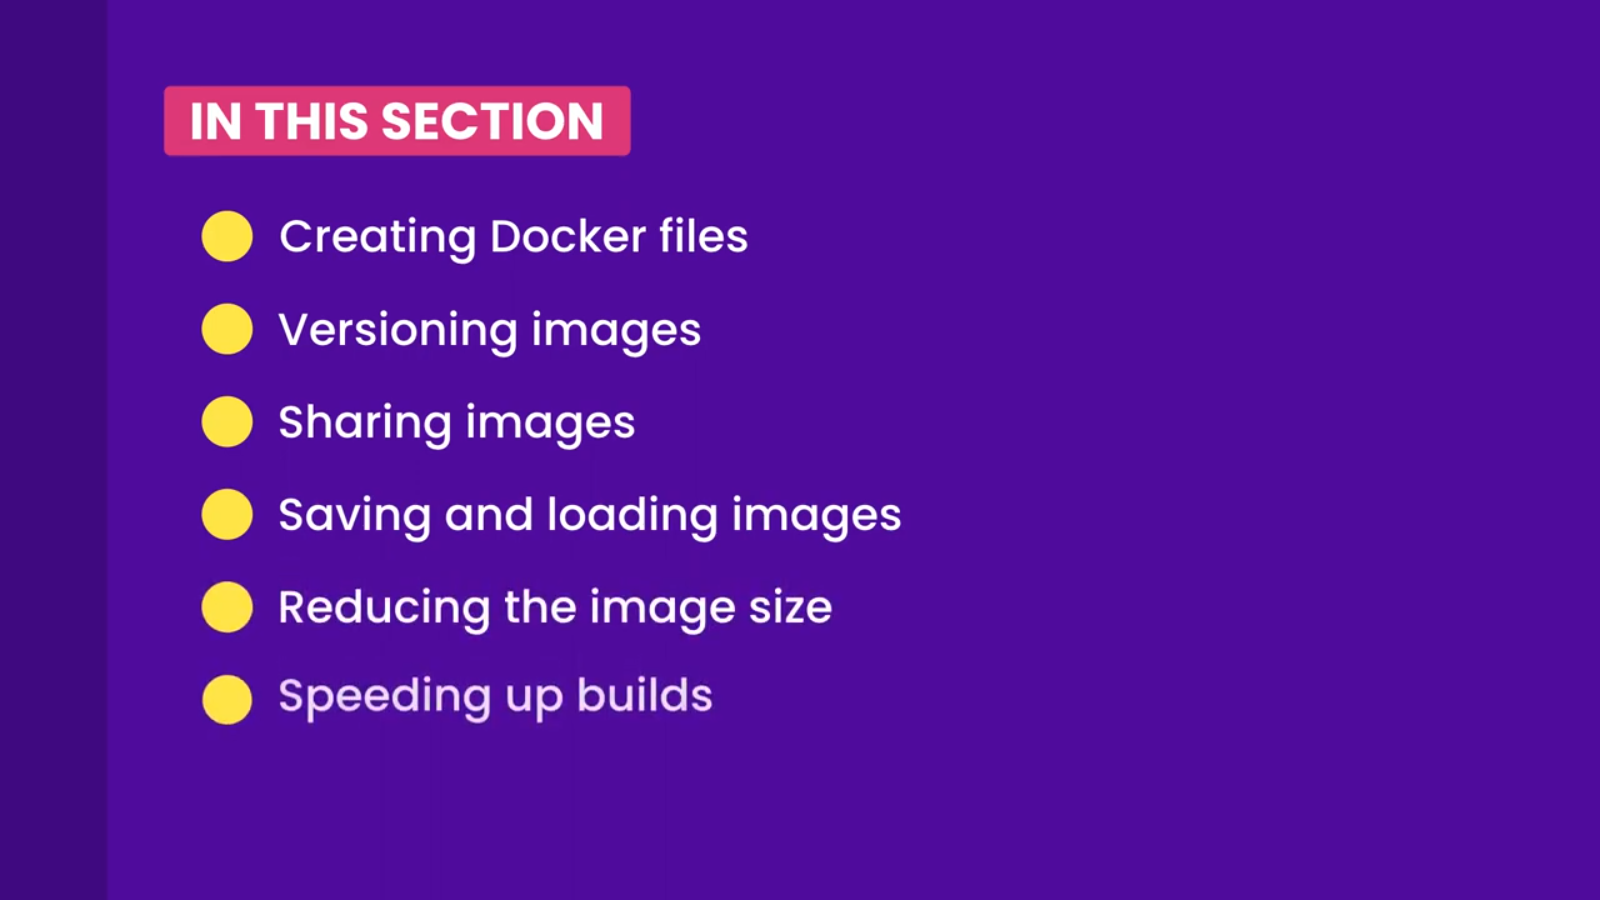 IN THIS SECTION
Creating Docker files
Versioning images
Sharing images
Saving and loading images
Reducing the image size
Speeding up builds